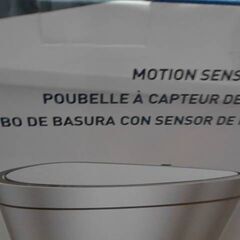 MOTION SENS
POUBELLE À CAPTEUR DE
BO DE BASURA CON SENSOR DE